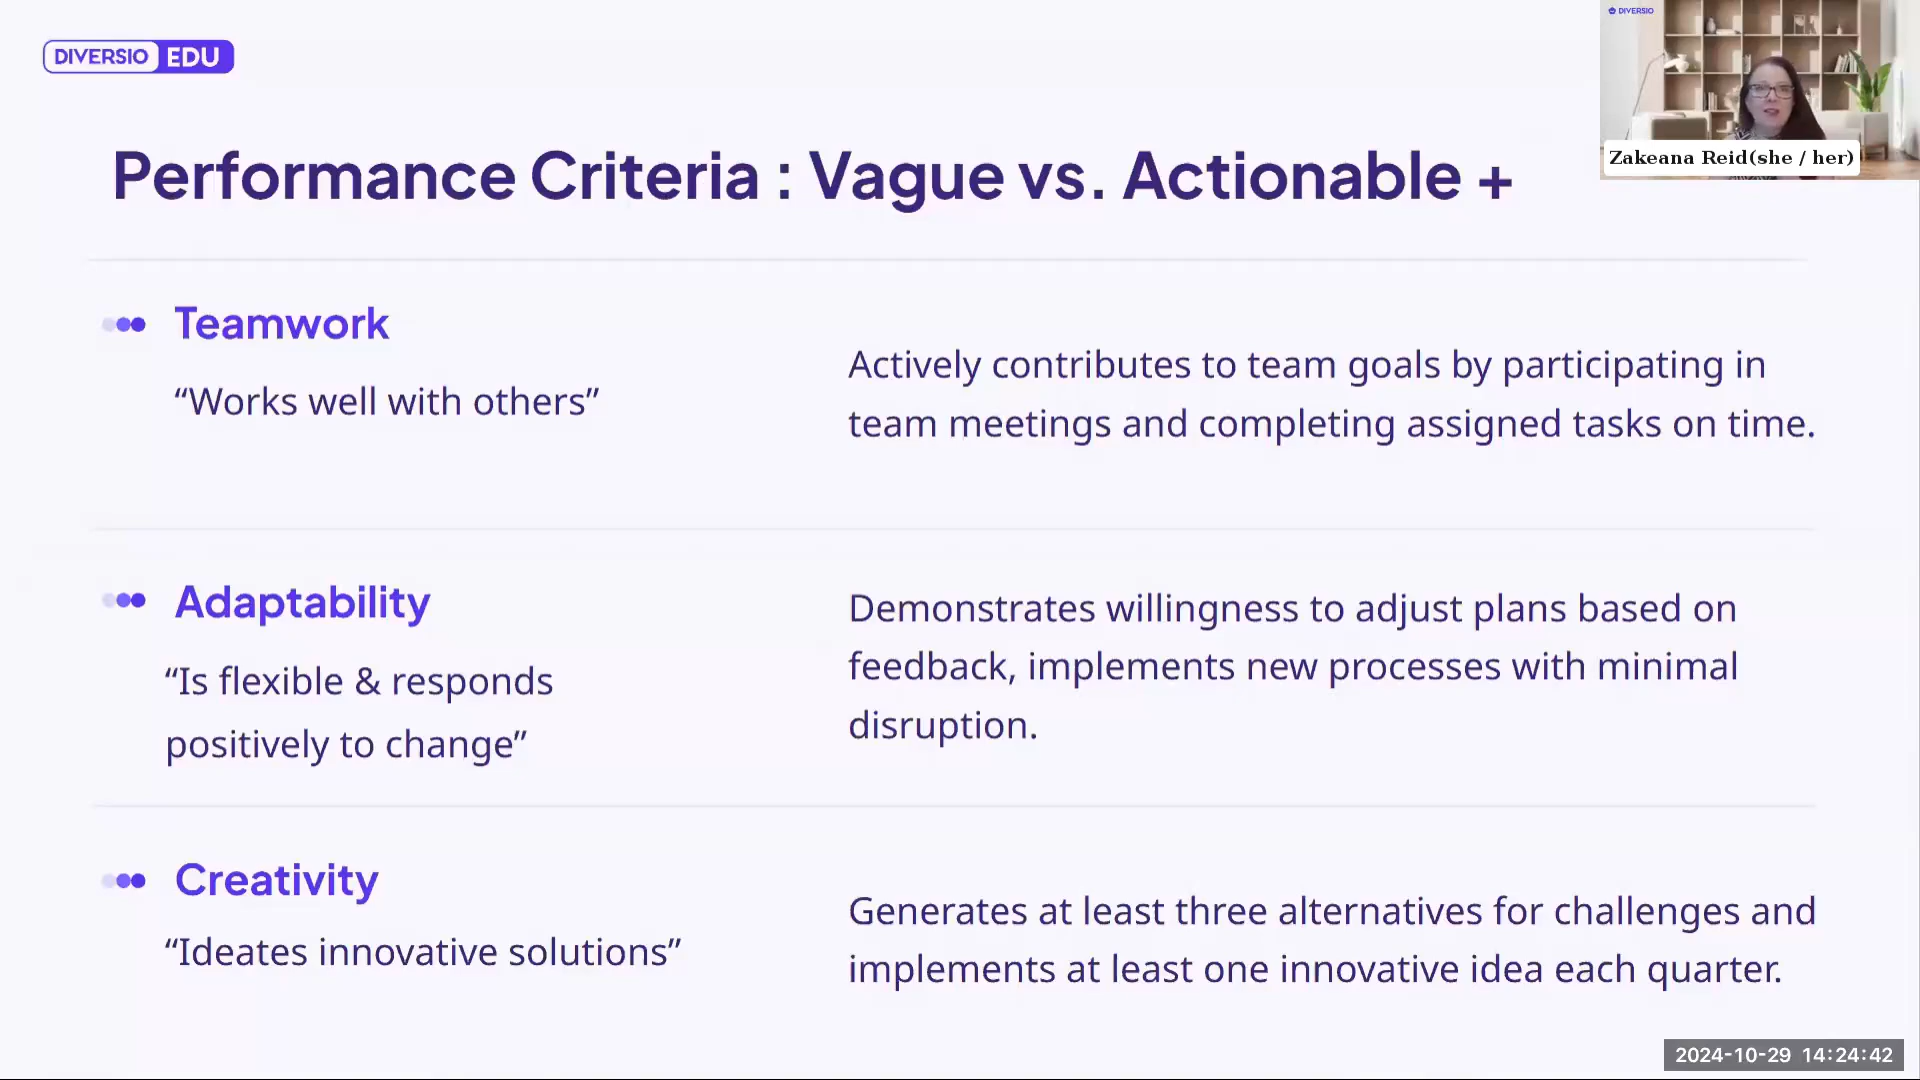 DIVERSIO EDU
DIVERSIO
Zakeana Reid(she / her)
Performance Criteria : Vague vs. Actionable +
Teamwork
“Works well with others”
Actively contributes to team goals by participating in
team meetings and completing assigned tasks on time.
Adaptability
“Is flexible & responds
positively to change”
Demonstrates willingness to adjust plans based on
feedback, implements new processes with minimal
disruption.
Creativity
“Ideates innovative solutions”
Generates at least three alternatives for challenges and
implements at least one innovative idea each quarter.
2024-10-29 14:24:42